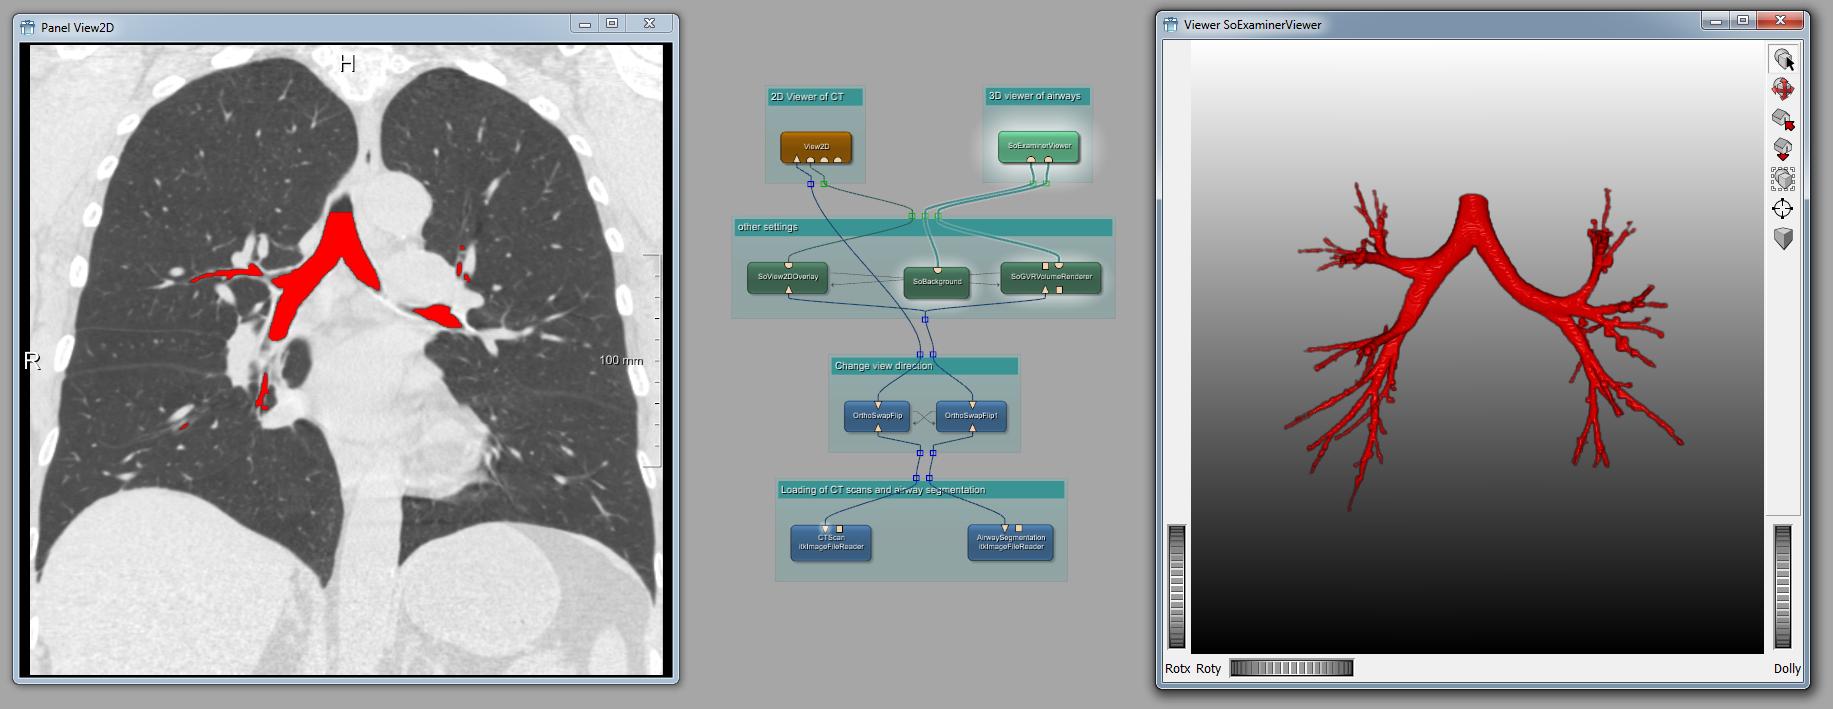 Panel View2D
H
R
100 mm
2D Viewer of CT
View2D
3D viewer of airways
SoExaminerViewer
other settings
SoView2DOverlay
SoBackground
SoGVRVolumeRenderer
Change view direction
OrthoSwapFlip
OrthoSwapFlip1
Loading of CT scans and airway segmentation
CTScan
itkImageFileReader
AirwaySegmentation
itkImageFileReader
Viewer SoExaminerViewer
Rotx Roty
Dolly